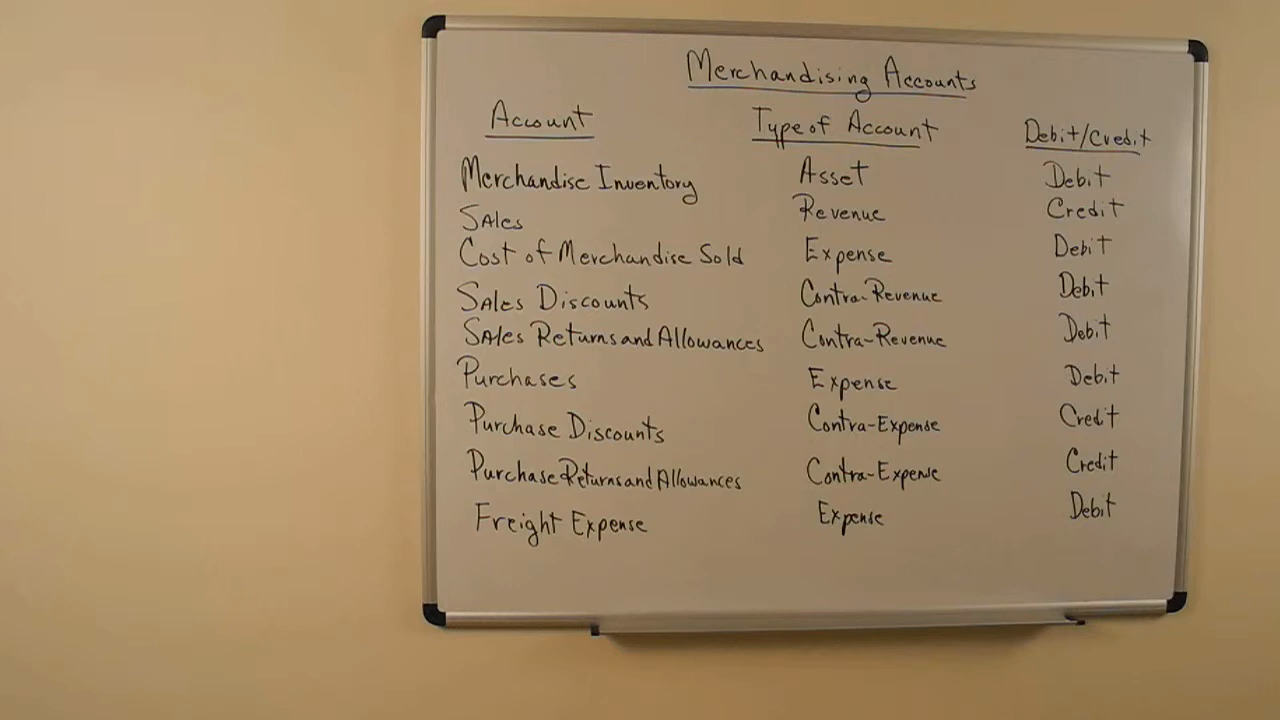 Merchandising Accounts
Account Type of Account Debit/Credit
Merchandise Inventory Asset Debit
Sales Revenue Credit
Cost of Merchandise Sold Expense Debit
Sales Discounts Contra-Revenue Debit
Sales Returns and Allowances Contra-Revenue Debit
Purchases Expense Debit
Purchase Discounts Contra-Expense Credit
Purchase Returns and Allowances Contra-Expense Credit
Freight Expense Expense Debit